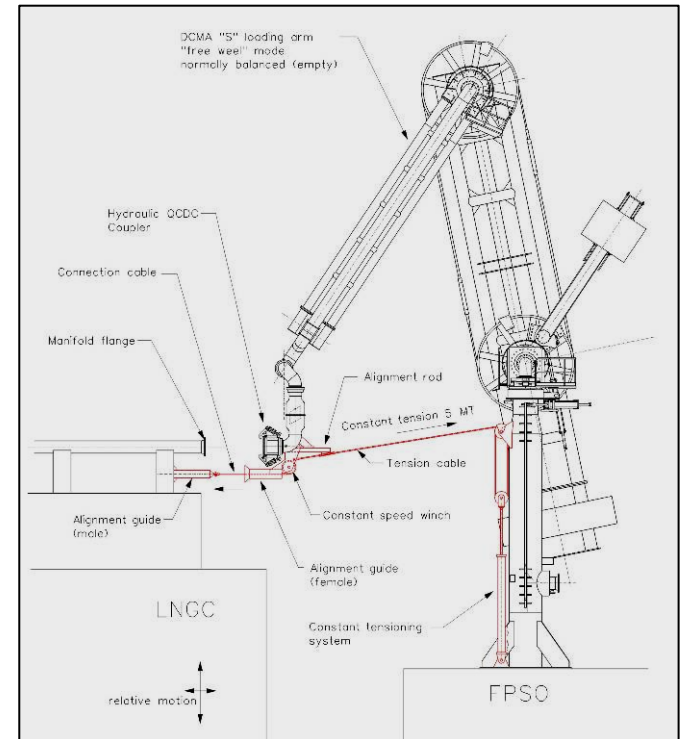 DCMA "S" loading arm
"free weel" mode
normally balanced (empty)
Hydraulic QCDC
Coupler
Connection cable
Manifold flange
Alignment rod
Constant tension 5 MT
Tension cable
Alignment guide
(male)
Constant speed winch
Alignment guide
(female)
LNGC
Constant tensioning
system
relative motion
FPSO